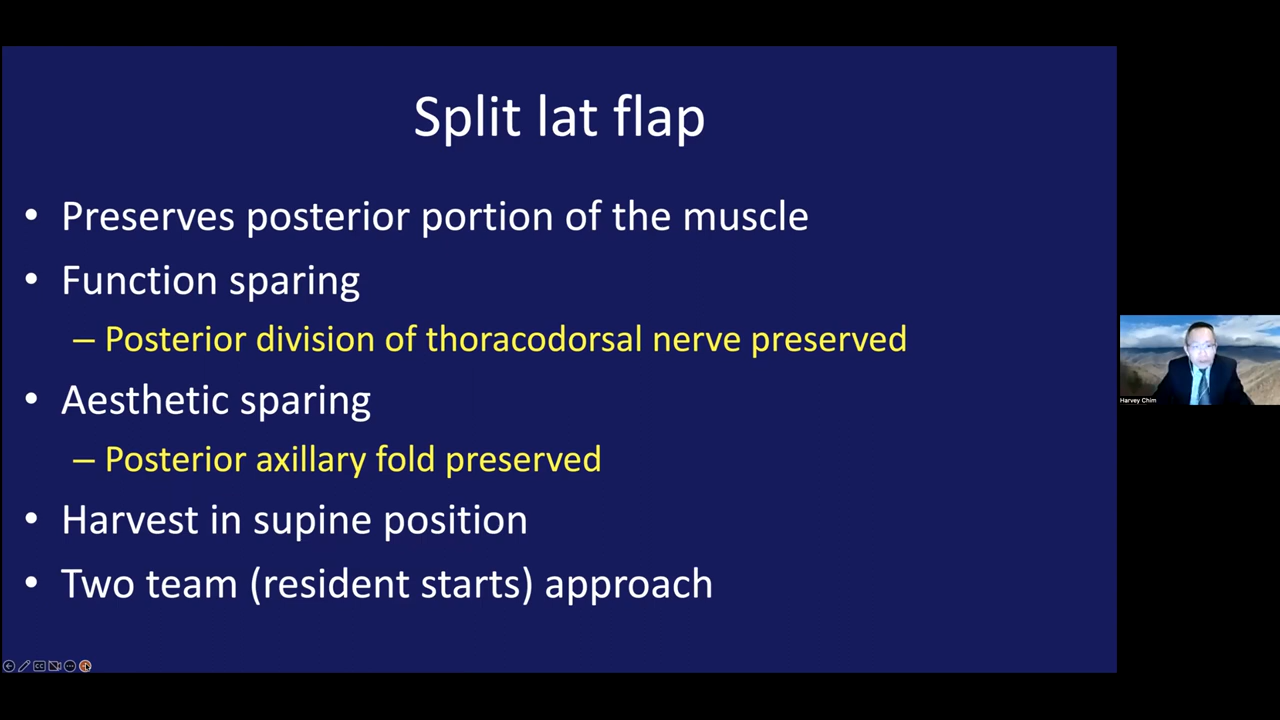 Split lat flap
• Preserves posterior portion of the muscle
• Function sparing
– Posterior division of thoracodorsal nerve preserved
• Aesthetic sparing
– Posterior axillary fold preserved
• Harvest in supine position
• Two team (resident starts) approach
Harvey Chim